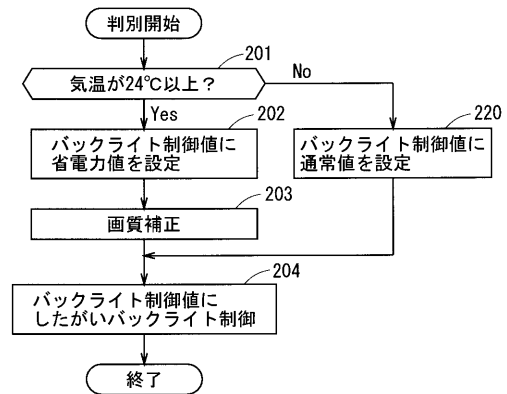 判別開始
201
気温が24℃以上?
No
Yes
202
220
バックライト制御値に
省電力値を設定
バックライト制御値に
通常値を設定
203
画質補正
204
バックライト制御値に
したがいバックライト制御
終了